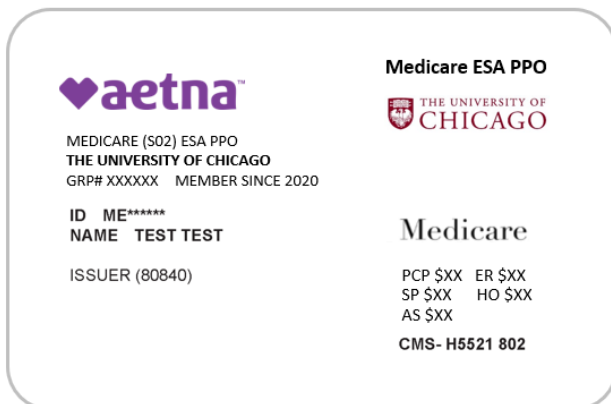 aetna™
MEDICARE (S02) ESA PPO
THE UNIVERSITY OF CHICAGO
GRP# XXXXXX MEMBER SINCE 2020
ID ME******
NAME TEST TEST
ISSUER (80840)
Medicare ESA PPO
THE UNIVERSITY OF
CHICAGO
Medicare
PCP $XX ER $XX
SP $XX HO $XX
AS $XX
CMS- H5521 802